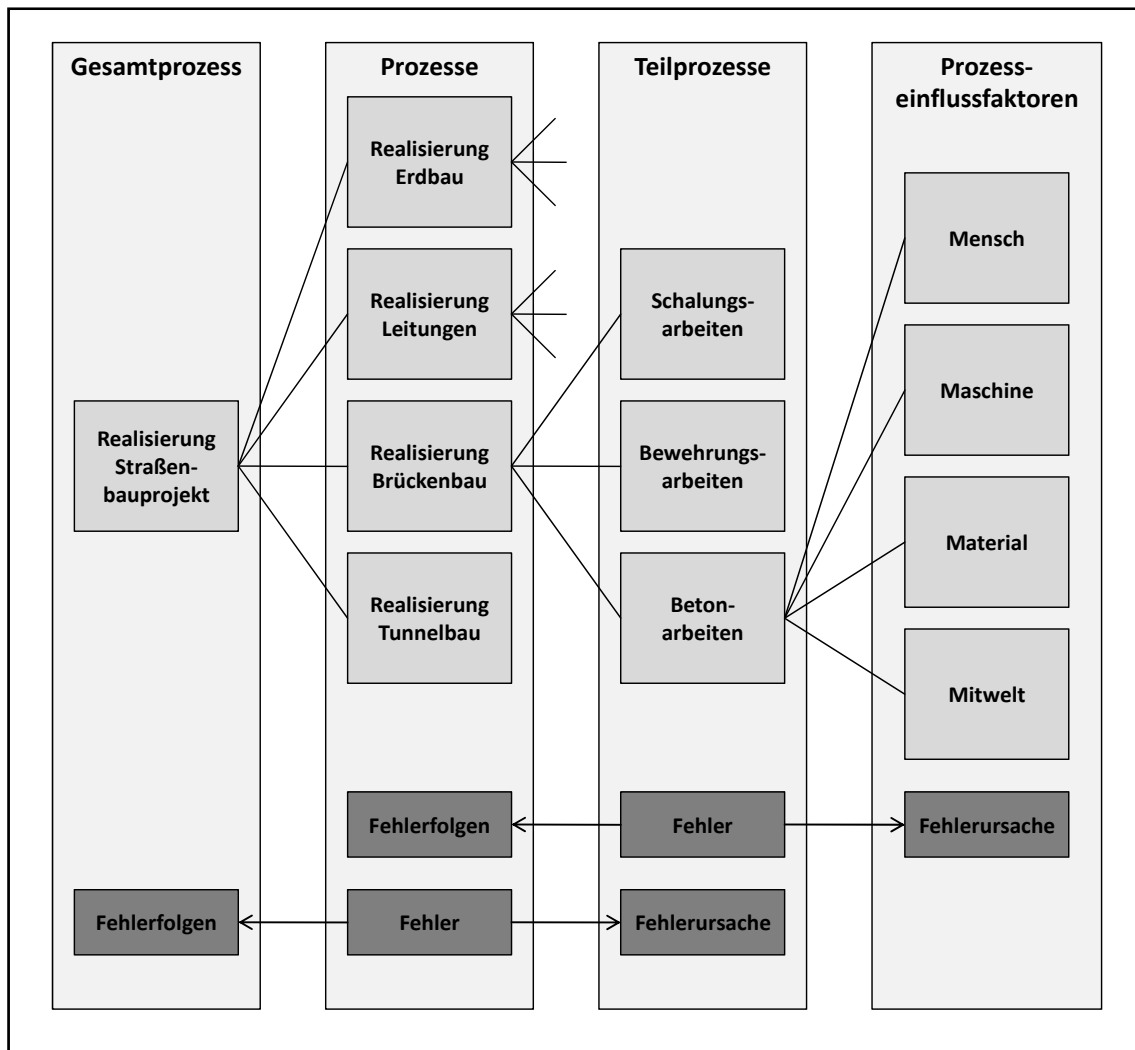 Gesamtprozess
Prozesse
Teilprozesse
Prozess-
einflussfaktoren
Realisierung
Straßen-
bauprojekt
Realisierung
Erdbau
Realisierung
Leitungen
Realisierung
Brückenbau
Realisierung
Tunnelbau
Schalungs-
arbeiten
Bewehrungs-
arbeiten
Beton-
arbeiten
Mensch
Maschine
Material
Mitwelt
Fehlerfolgen
Fehler
Fehlerursache
Fehlerfolgen
Fehler
Fehlerursache